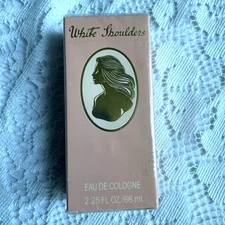 White Shoulders
EAU DE COLOGNE
2.25 FL.OZ./66 ml